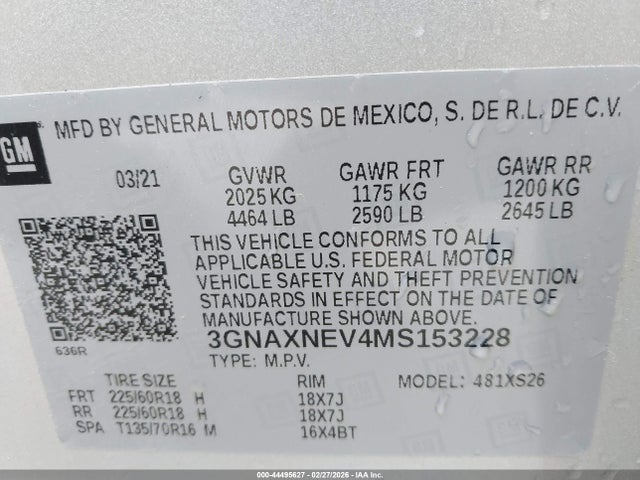 MFD BY GENERAL MOTORS DE MEXICO, S. DE R.L. DE C.V.
GM
03/21 GVWR GAWR FRT GAWR RR
2025 KG 1175 KG 1200 KG
4464 LB 2590 LB 2645 LB
THIS VEHICLE CONFORMS TO ALL
APPLICABLE U.S. FEDERAL MOTOR
VEHICLE SAFETY AND THEFT PREVENTION
STANDARDS IN EFFECT ON THE DATE OF
MANUFACTURE SHOWN ABOVE.
3GNAXNEV4MS153228
636R
TYPE: M.P.V.
TIRE SIZE RIM MODEL: 481XS26
FRT 225/60R18 H 18X7J
RR 225/60R18 H 18X7J
SPA T135/70R16 M 16X4BT
000-44495627 - 02/27/2026 - IAAI.COM